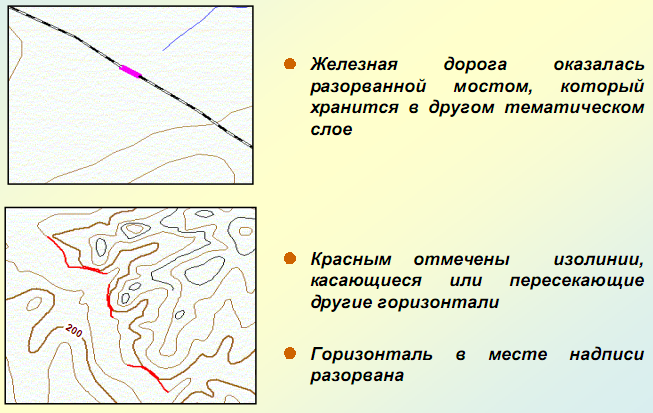 Железная дорога оказалась
разорванной мостом, который
хранится в другом тематическом
слое
200
Красным отмечены изолинии,
касающиеся или пересекающие
другие горизонтали
Горизонталь в месте надписи
разорвана